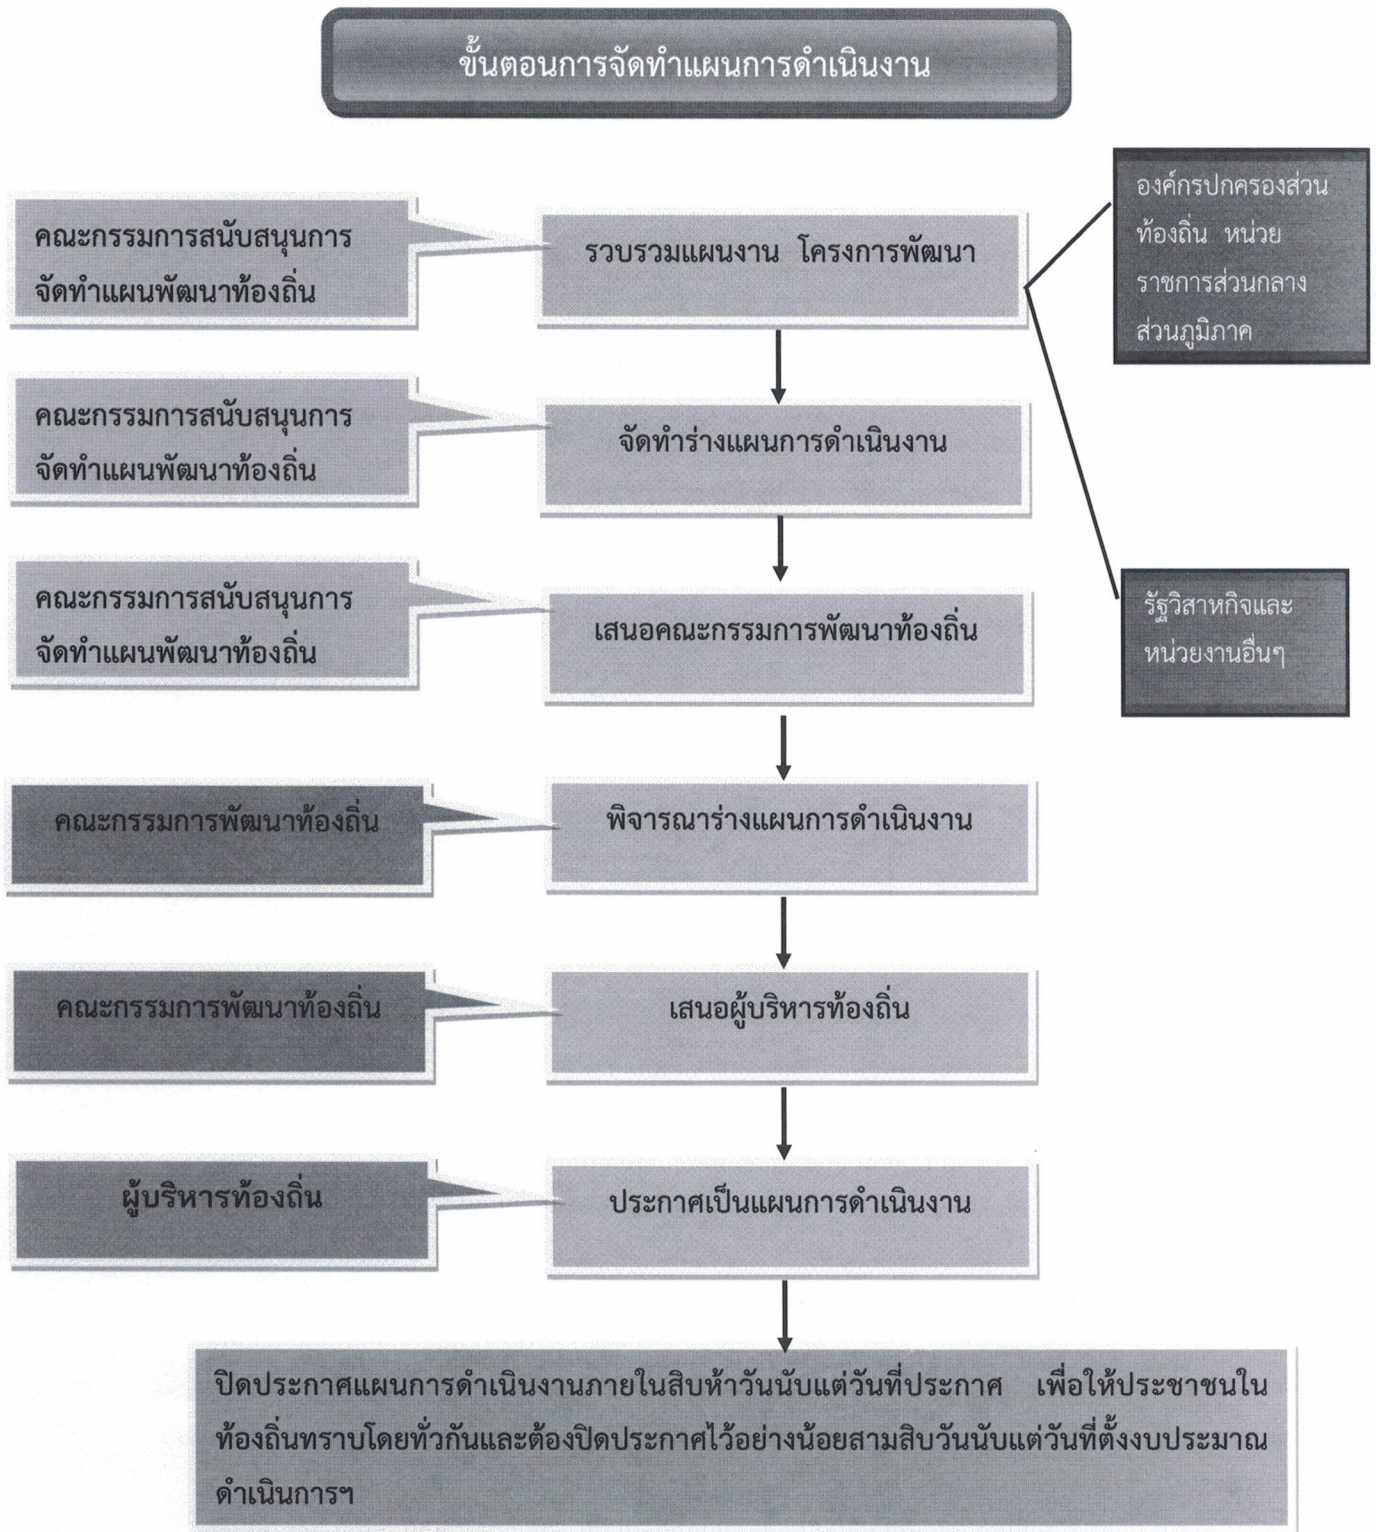 ขั้นตอนการจัดทำแผนการดำเนินงาน
องค์กรปกครองส่วน
ท้องถิ่น หน่วย
ราชการส่วนกลาง
ส่วนภูมิภาค
คณะกรรมการสนับสนุนการ
จัดทำแผนพัฒนาท้องถิ่น
รวบรวมแผนงาน โครงการพัฒนา
คณะกรรมการสนับสนุนการ
จัดทำแผนพัฒนาท้องถิ่น
จัดทำร่างแผนการดำเนินงาน
คณะกรรมการสนับสนุนการ
จัดทำแผนพัฒนาท้องถิ่น
เสนอคณะกรรมการพัฒนาท้องถิ่น
รัฐวิสาหกิจและ
หน่วยงานอื่นๆ
คณะกรรมการพัฒนาท้องถิ่น
พิจารณาร่างแผนการดำเนินงาน
คณะกรรมการพัฒนาท้องถิ่น
เสนอผู้บริหารท้องถิ่น
ผู้บริหารท้องถิ่น
ประกาศเป็นแผนการดำเนินงาน
ปิดประกาศแผนการดำเนินงานภายในสิบห้าวันนับแต่วันที่ประกาศ เพื่อให้ประชาชนใน
ท้องถิ่นทราบโดยทั่วกันและต้องปิดประกาศไว้อย่างน้อยสามสิบวันนับแต่วันที่ตั้งงบประมาณ
ดำเนินการฯ